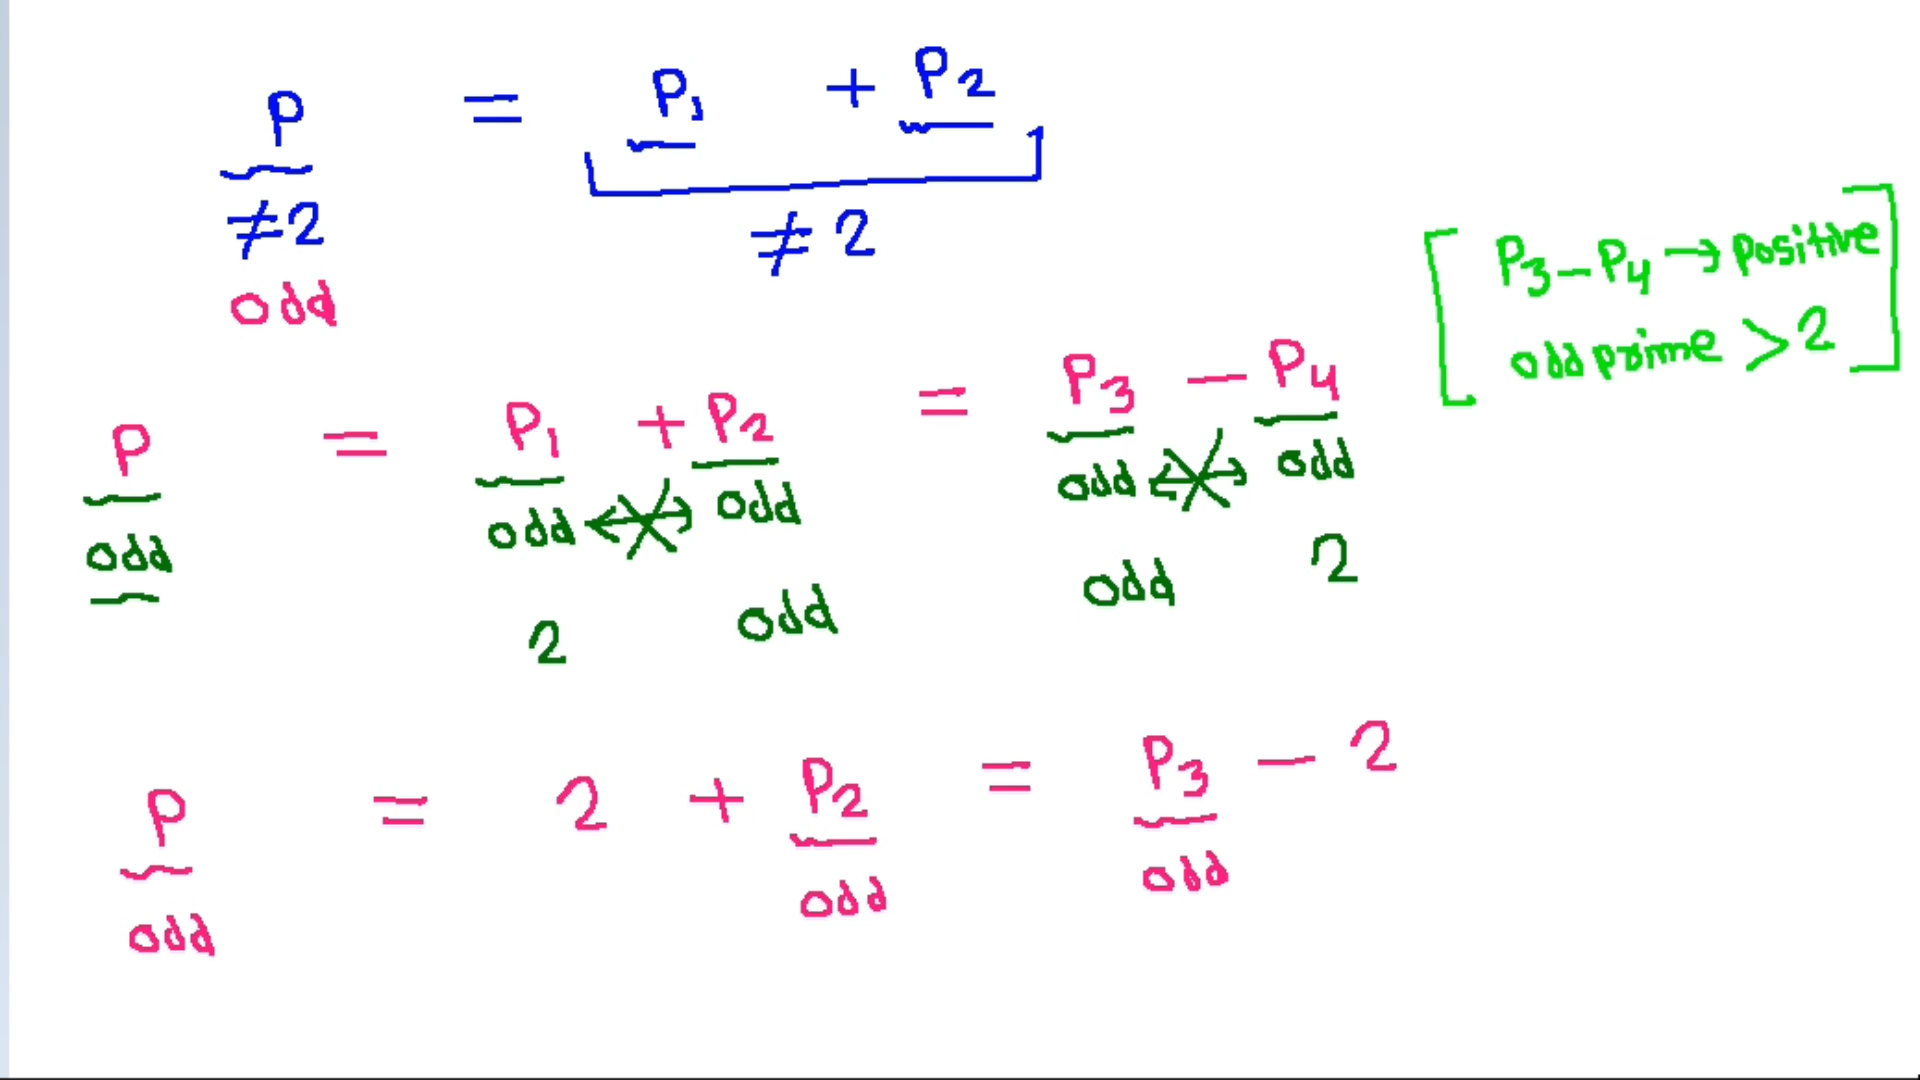 P = P₁ + P₂
≠2 ≠ 2
odd
[P₃ – P₄ → positive
odd prime > 2]
P = P₁ + P₂ = P₃ – P₄
odd odd ↔ odd odd ↔ odd
2 odd odd 2
P = 2 + P₂ = P₃ – 2
odd odd odd